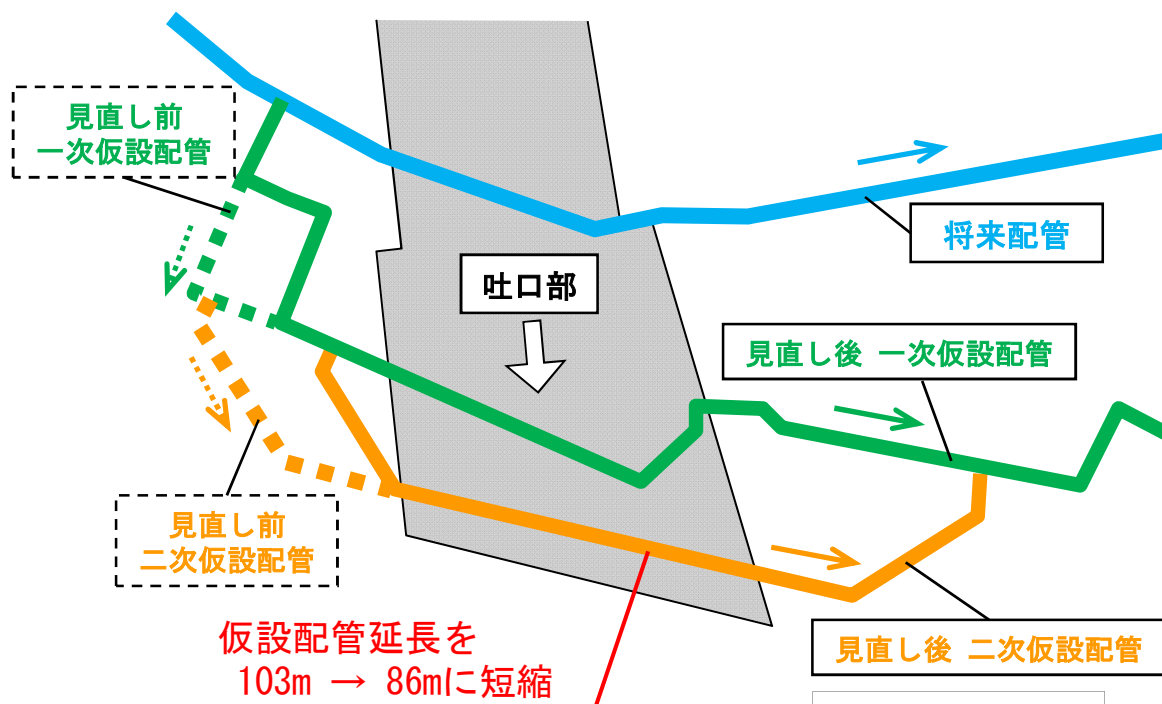 見直し前
一次仮設配管
将来配管
吐口部
見直し後 一次仮設配管
見直し前
二次仮設配管
見直し後 二次仮設配管
仮設配管延長を
103m → 86mに短縮